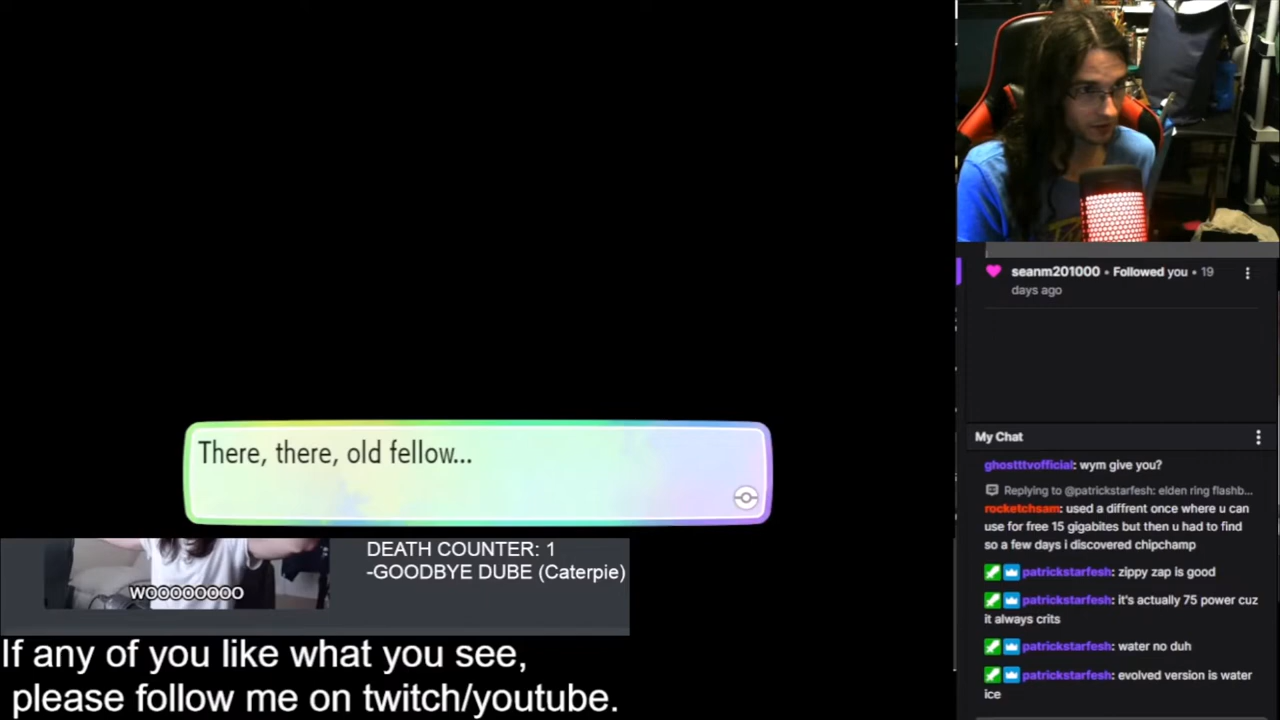 seanm201000 • Followed you • 19
days ago
There, there, old fellow...
WOOOOOOOO
DEATH COUNTER: 1
-GOODBYE DUBE (Caterpie)
If any of you like what you see,
please follow me on twitch/youtube.
My Chat
ghostttvofficial: wym give you?
Replying to @patrickstarfesh: elden ring flashb...
rocketchsam: used a diffrent once where u can
use for free 15 gigabites but then u had to find
so a few days i discovered chipchamp
patrickstarfesh: zippy zap is good
patrickstarfesh: it's actually 75 power cuz
it always crits
patrickstarfesh: water no duh
patrickstarfesh: evolved version is water
ice